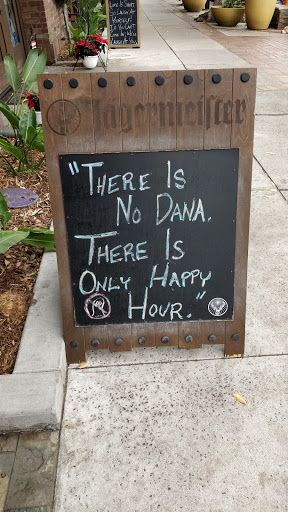 Jägermeister
"There Is
No Dana.
There Is
Only Happy
Hour."